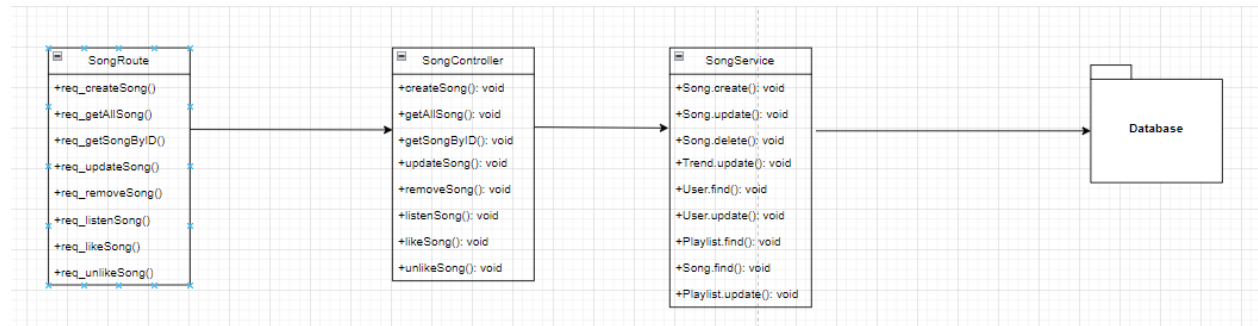 SongRoute
+req_createSong()
+req_getAllSong()
+req_getSongByID()
+req_updateSong()
+req_removeSong()
+req_listenSong()
+req_likeSong()
+req_unlikeSong()
SongController
+createSong(): void
+getAllSong(): void
+getSongByID(): void
+updateSong(): void
+removeSong(): void
+listenSong(): void
+likeSong(): void
+unlikeSong(): void
SongService
+Song.create(): void
+Song.update(): void
+Song.delete(): void
+Trend.update(): void
+User.find(): void
+User.update(): void
+Playlist.find(): void
+Song.find(): void
+Playlist.update(): void
Database